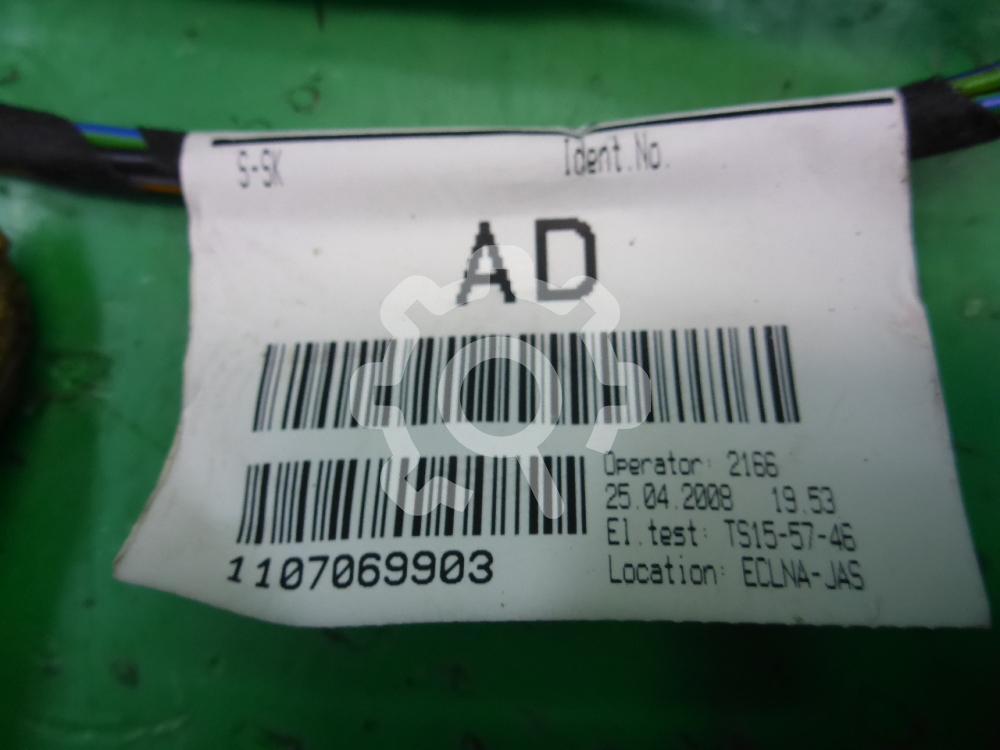 S-SK Ident.No.
AD
Operator: 2166
25.04.2008 19.53
El.test: TS15-57-46
Location: ECLNA-JAS
1107069903